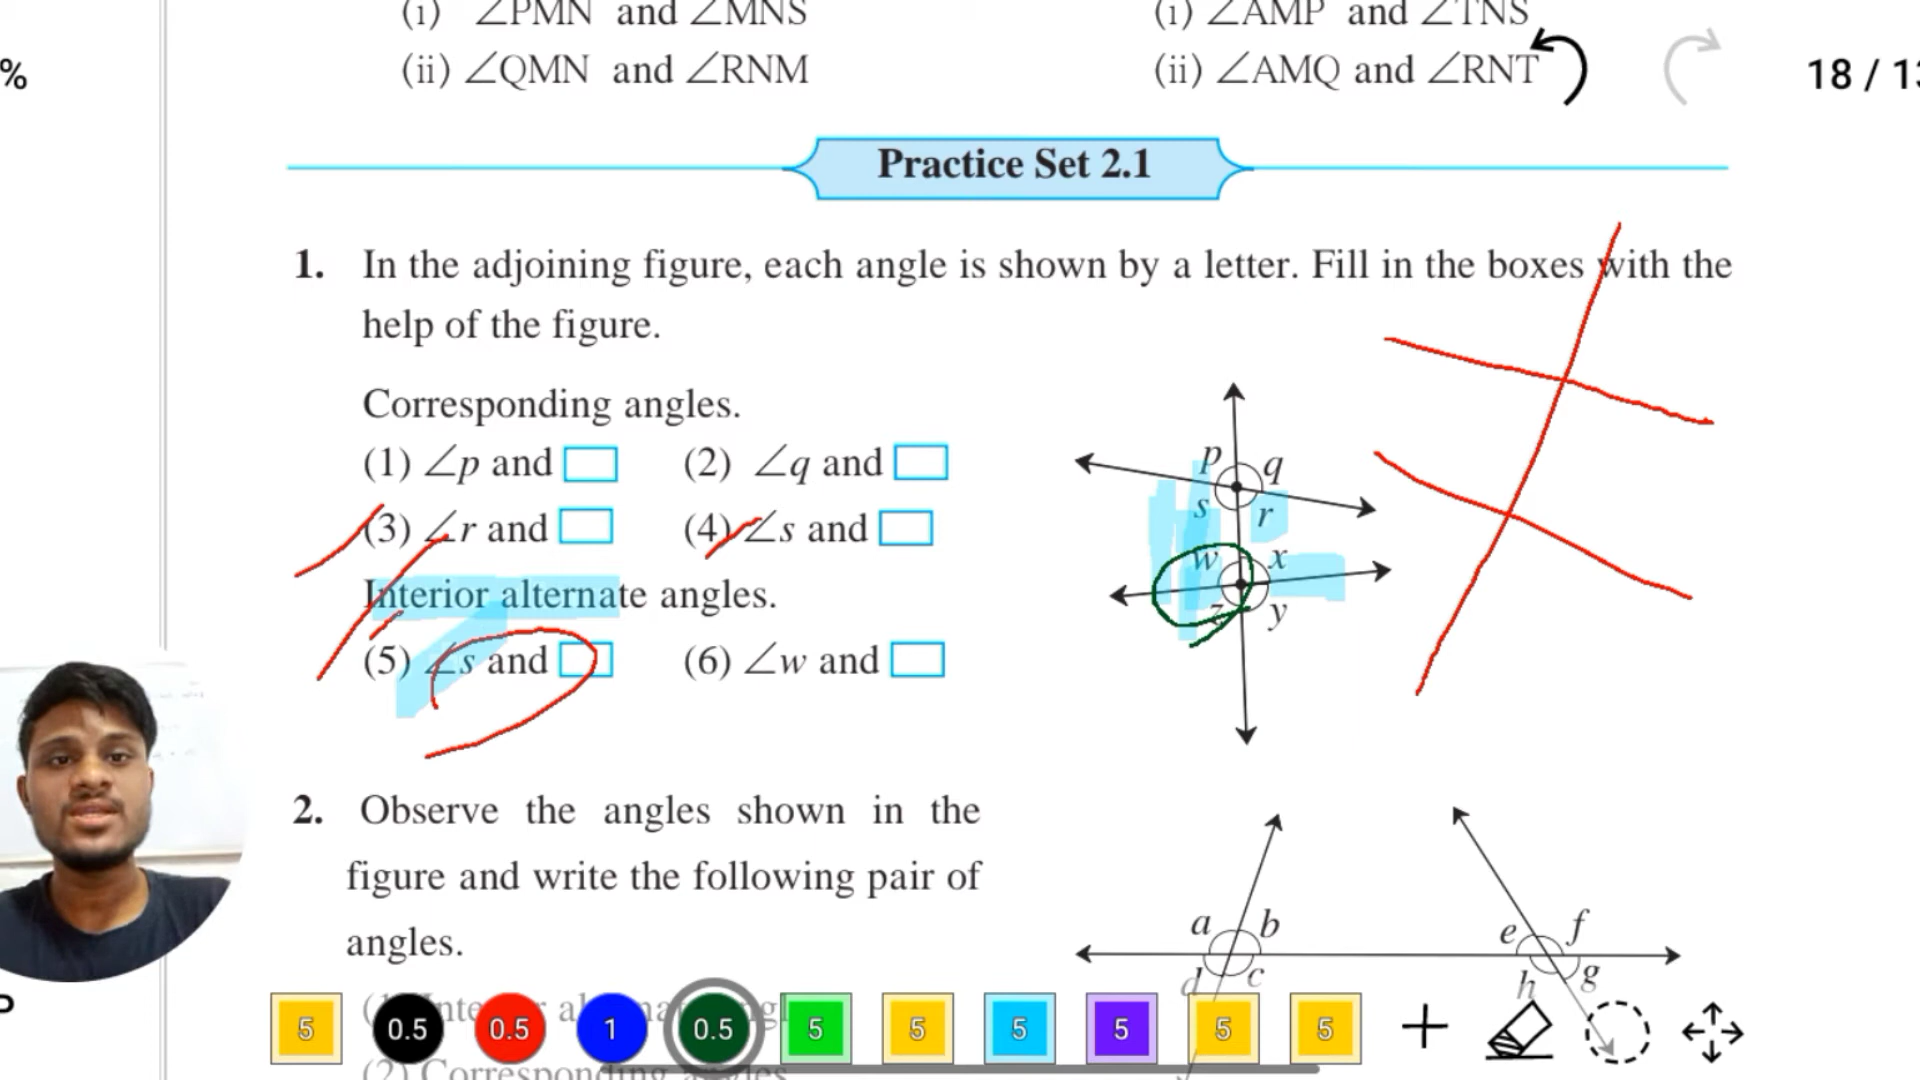 (i) ∠PMN and ∠MNS
(i) ∠AMP and ∠TNS
(ii) ∠QMN and ∠RNM
(ii) ∠AMQ and ∠RNT
%
18 / 13
Practice Set 2.1
1. In the adjoining figure, each angle is shown by a letter. Fill in the boxes with the
help of the figure.
Corresponding angles.
(1) ∠p and
(2) ∠q and
(3) ∠r and
(4) ∠s and
Interior alternate angles.
(5) ∠s and
(6) ∠w and
p q
s r
w x
z y
2. Observe the angles shown in the
figure and write the following pair of
angles.
a b
d c
e f
h g
5 0.5 0.5 1 0.5 5 5 5 5 5 5
(2) Corresponding angles